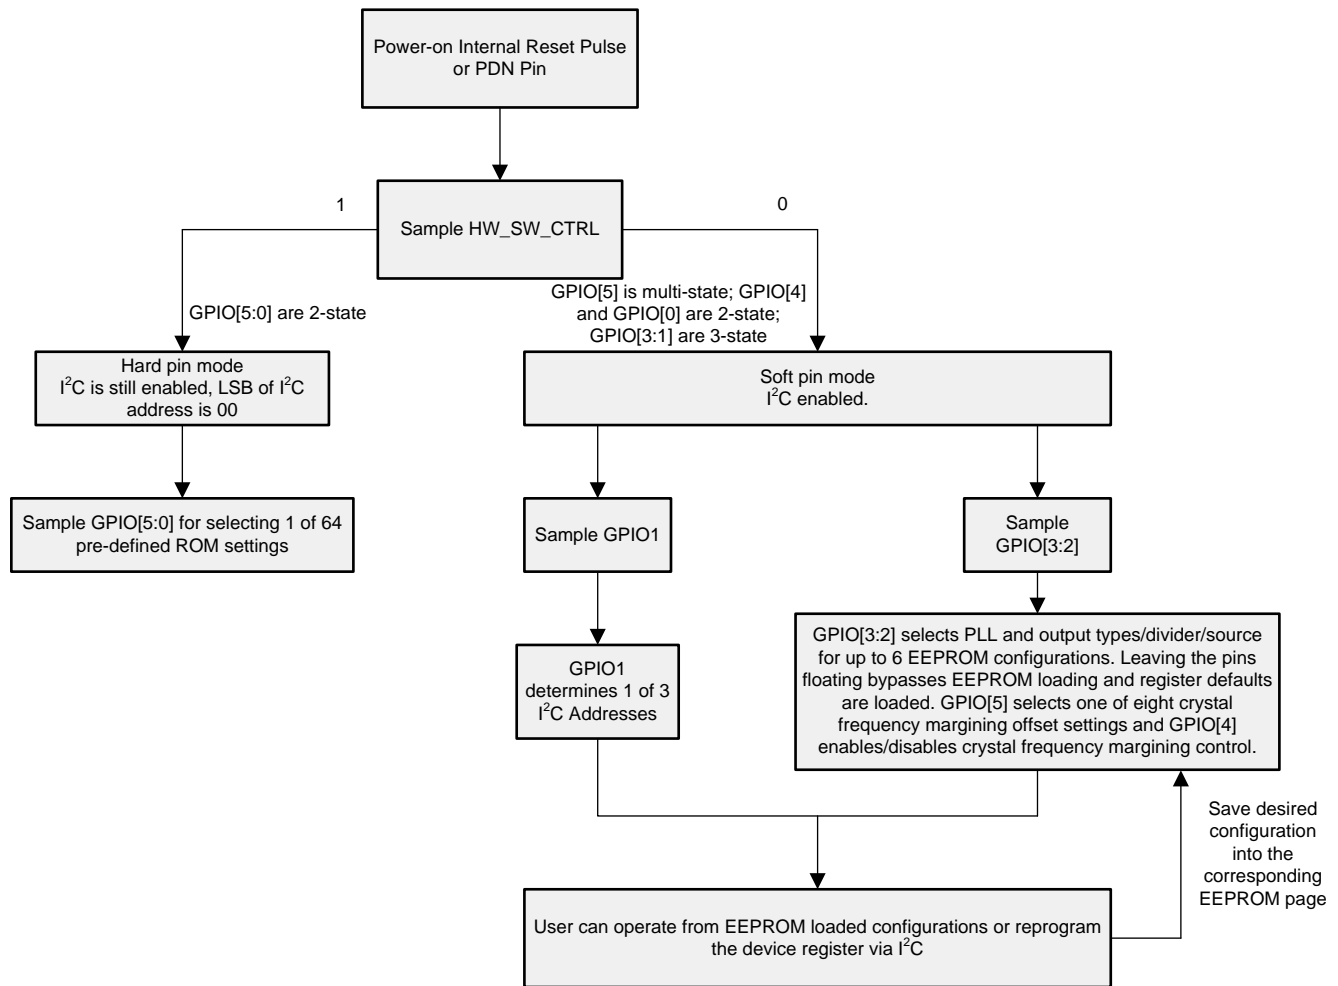 Power-on Internal Reset Pulse
or PDN Pin
1
Sample HW_SW_CTRL
0
GPIO[5:0] are 2-state
GPIO[5] is multi-state; GPIO[4]
and GPIO[0] are 2-state;
GPIO[3:1] are 3-state
Hard pin mode
I²C is still enabled, LSB of I²C
address is 00
Soft pin mode
I²C enabled.
Sample GPIO[5:0] for selecting 1 of 64
pre-defined ROM settings
Sample GPIO1
Sample
GPIO[3:2]
GPIO1
determines 1 of 3
I²C Addresses
GPIO[3:2] selects PLL and output types/divider/source
for up to 6 EEPROM configurations. Leaving the pins
floating bypasses EEPROM loading and register defaults
are loaded. GPIO[5] selects one of eight crystal
frequency margining offset settings and GPIO[4]
enables/disables crystal frequency margining control.
Save desired
configuration
into the
corresponding
EEPROM page
User can operate from EEPROM loaded configurations or reprogram
the device register via I²C